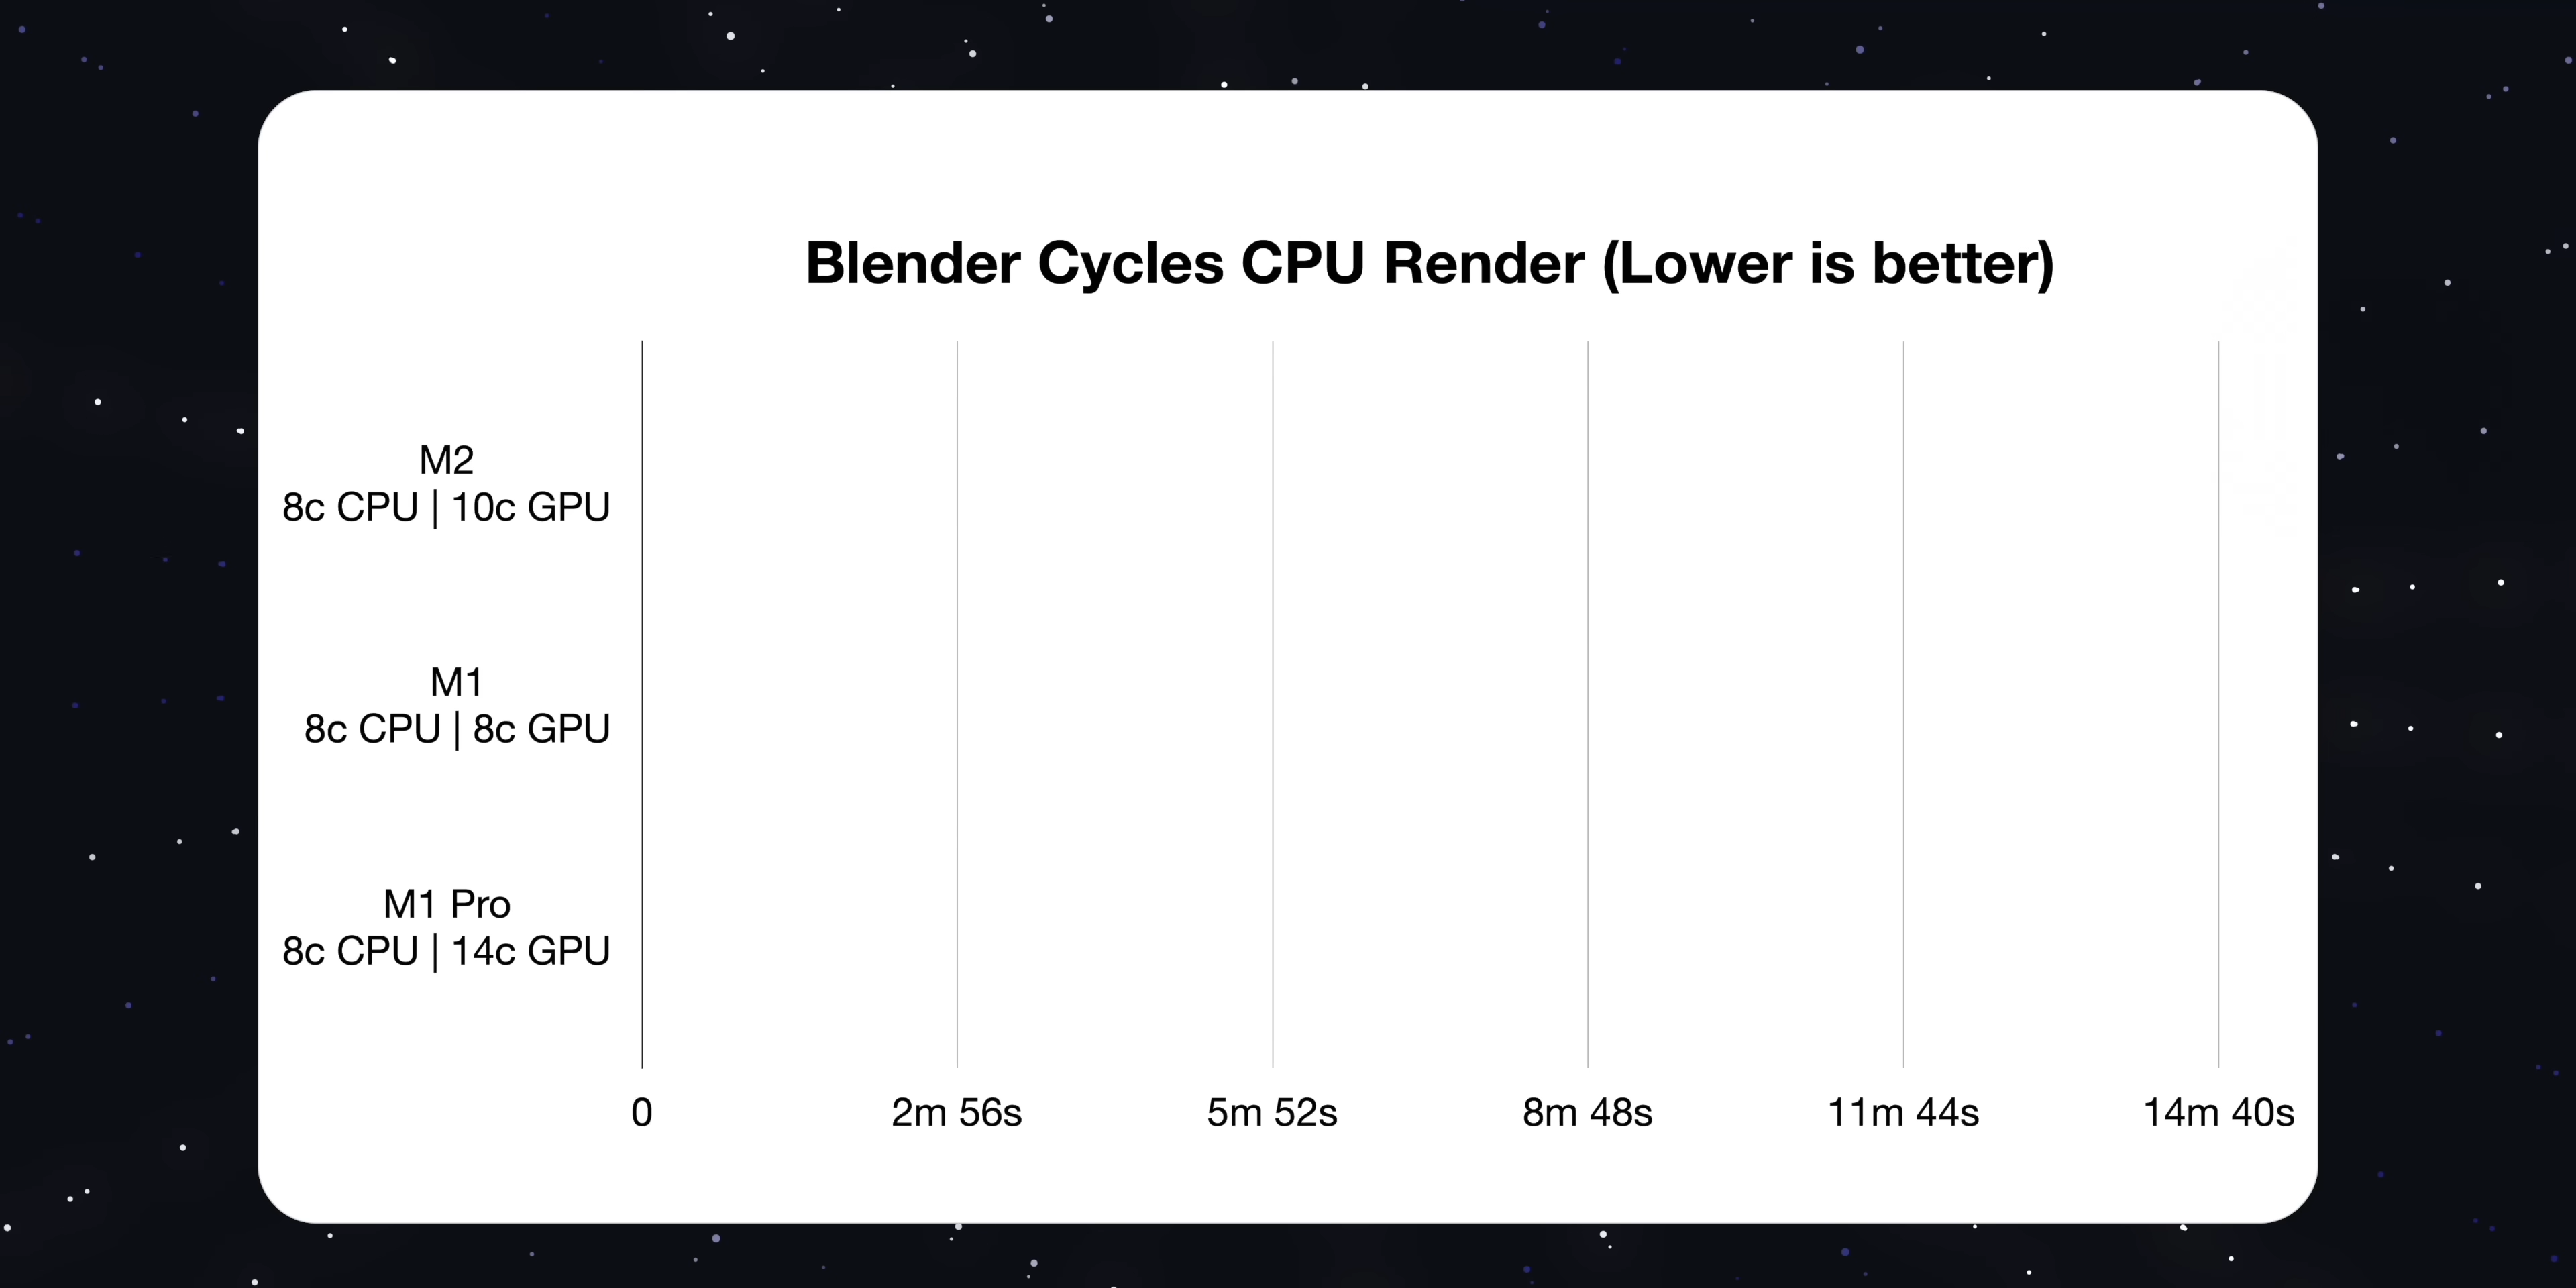 Blender Cycles CPU Render (Lower is better)
M2
8c CPU | 10c GPU
M1
8c CPU | 8c GPU
M1 Pro
8c CPU | 14c GPU
0
2m 56s
5m 52s
8m 48s
11m 44s
14m 40s